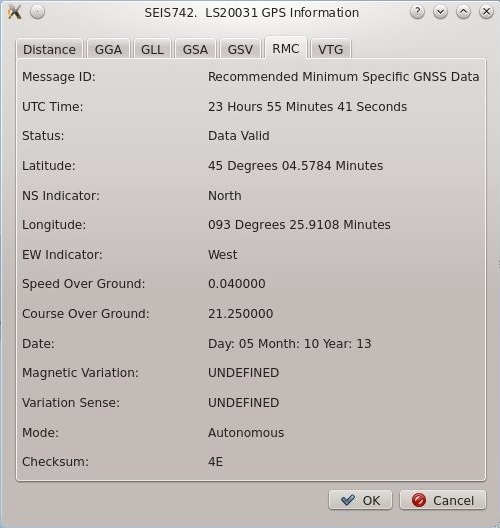 SEIS742. LS20031 GPS Information
Distance GGA GLL GSA GSV RMC VTG
Message ID: Recommended Minimum Specific GNSS Data
UTC Time: 23 Hours 55 Minutes 41 Seconds
Status: Data Valid
Latitude: 45 Degrees 04.5784 Minutes
NS Indicator: North
Longitude: 093 Degrees 25.9108 Minutes
EW Indicator: West
Speed Over Ground: 0.040000
Course Over Ground: 21.250000
Date: Day: 05 Month: 10 Year: 13
Magnetic Variation: UNDEFINED
Variation Sense: UNDEFINED
Mode: Autonomous
Checksum: 4E
OK Cancel